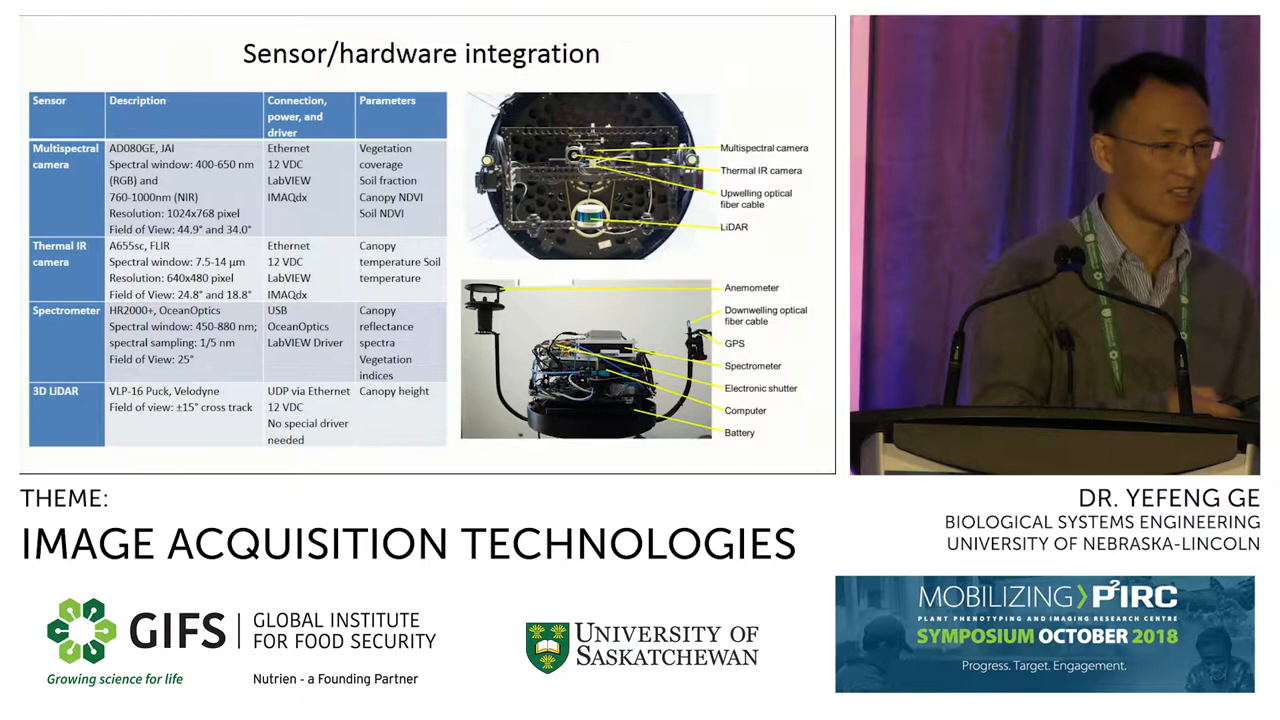 Sensor/hardware integration
Sensor
Description
Connection,
power, and
driver
Parameters
Multispectral
camera
AD080GE, JAI
Spectral window: 400-650 nm
(RGB) and
760-1000nm (NIR)
Resolution: 1024x768 pixel
Field of View: 44.9° and 34.0°
Ethernet
12 VDC
LabVIEW
IMAQdx
Vegetation
coverage
Soil fraction
Canopy NDVI
Soil NDVI
Thermal IR
camera
A655sc, FLIR
Spectral window: 7.5-14 µm
Resolution: 640x480 pixel
Field of View: 24.8° and 18.8°
Ethernet
12 VDC
LabVIEW
IMAQdx
Canopy
temperature Soil
temperature
Spectrometer
HR2000+, OceanOptics
Spectral window: 450-880 nm;
spectral sampling: 1/5 nm
Field of View: 25°
USB
OceanOptics
LabVIEW Driver
Canopy
reflectance
spectra
Vegetation
indices
3D LiDAR
VLP-16 Puck, Velodyne
Field of view: ±15° cross track
UDP via Ethernet
12 VDC
No special driver
needed
Canopy height
Multispectral camera
Thermal IR camera
Upwelling optical
fiber cable
LiDAR
Anemometer
Downwelling optical
fiber cable
GPS
Spectrometer
Electronic shutter
Computer
Battery
THEME:
IMAGE ACQUISITION TECHNOLOGIES
DR. YEFENG GE
BIOLOGICAL SYSTEMS ENGINEERING
UNIVERSITY OF NEBRASKA-LINCOLN
GIFS
GLOBAL INSTITUTE
FOR FOOD SECURITY
Growing science for life
Nutrien - a Founding Partner
UNIVERSITY OF
SASKATCHEWAN
MOBILIZING P²IRC
PLANT PHENOTYPING AND IMAGING RESEARCH CENTRE
SYMPOSIUM OCTOBER 2018
Progress. Target. Engagement.